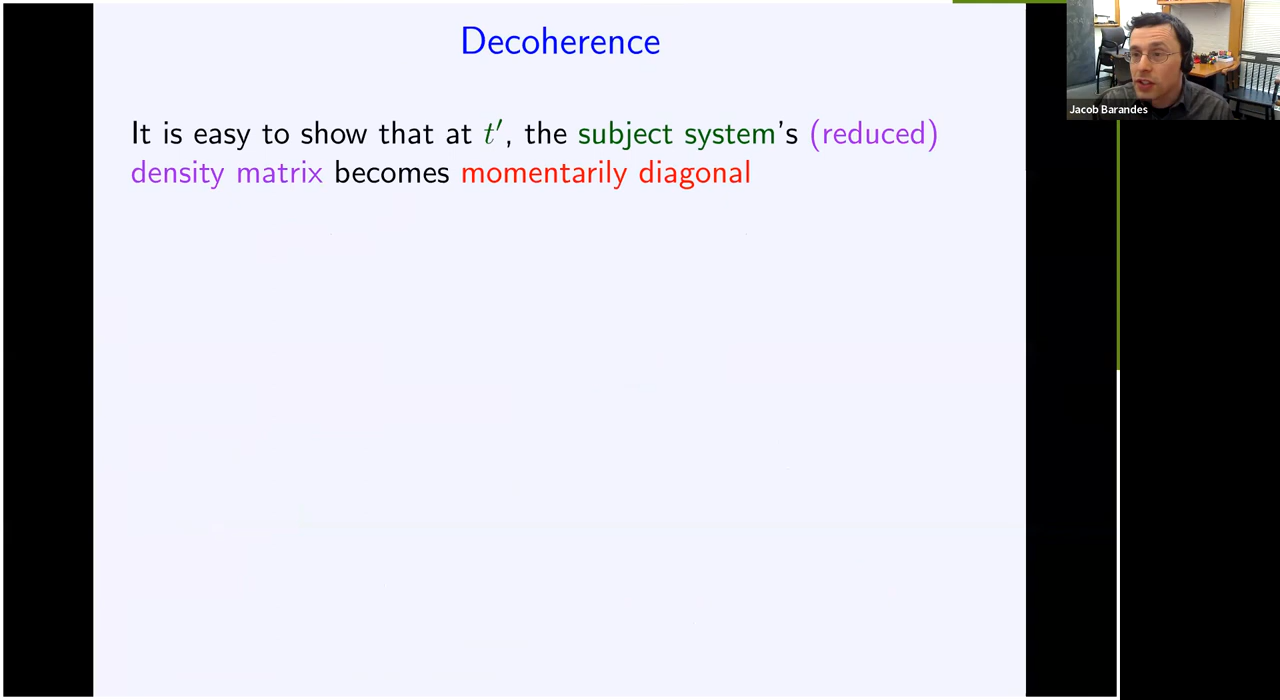 Decoherence
It is easy to show that at t′, the subject system's (reduced)
density matrix becomes momentarily diagonal
Jacob Barandes